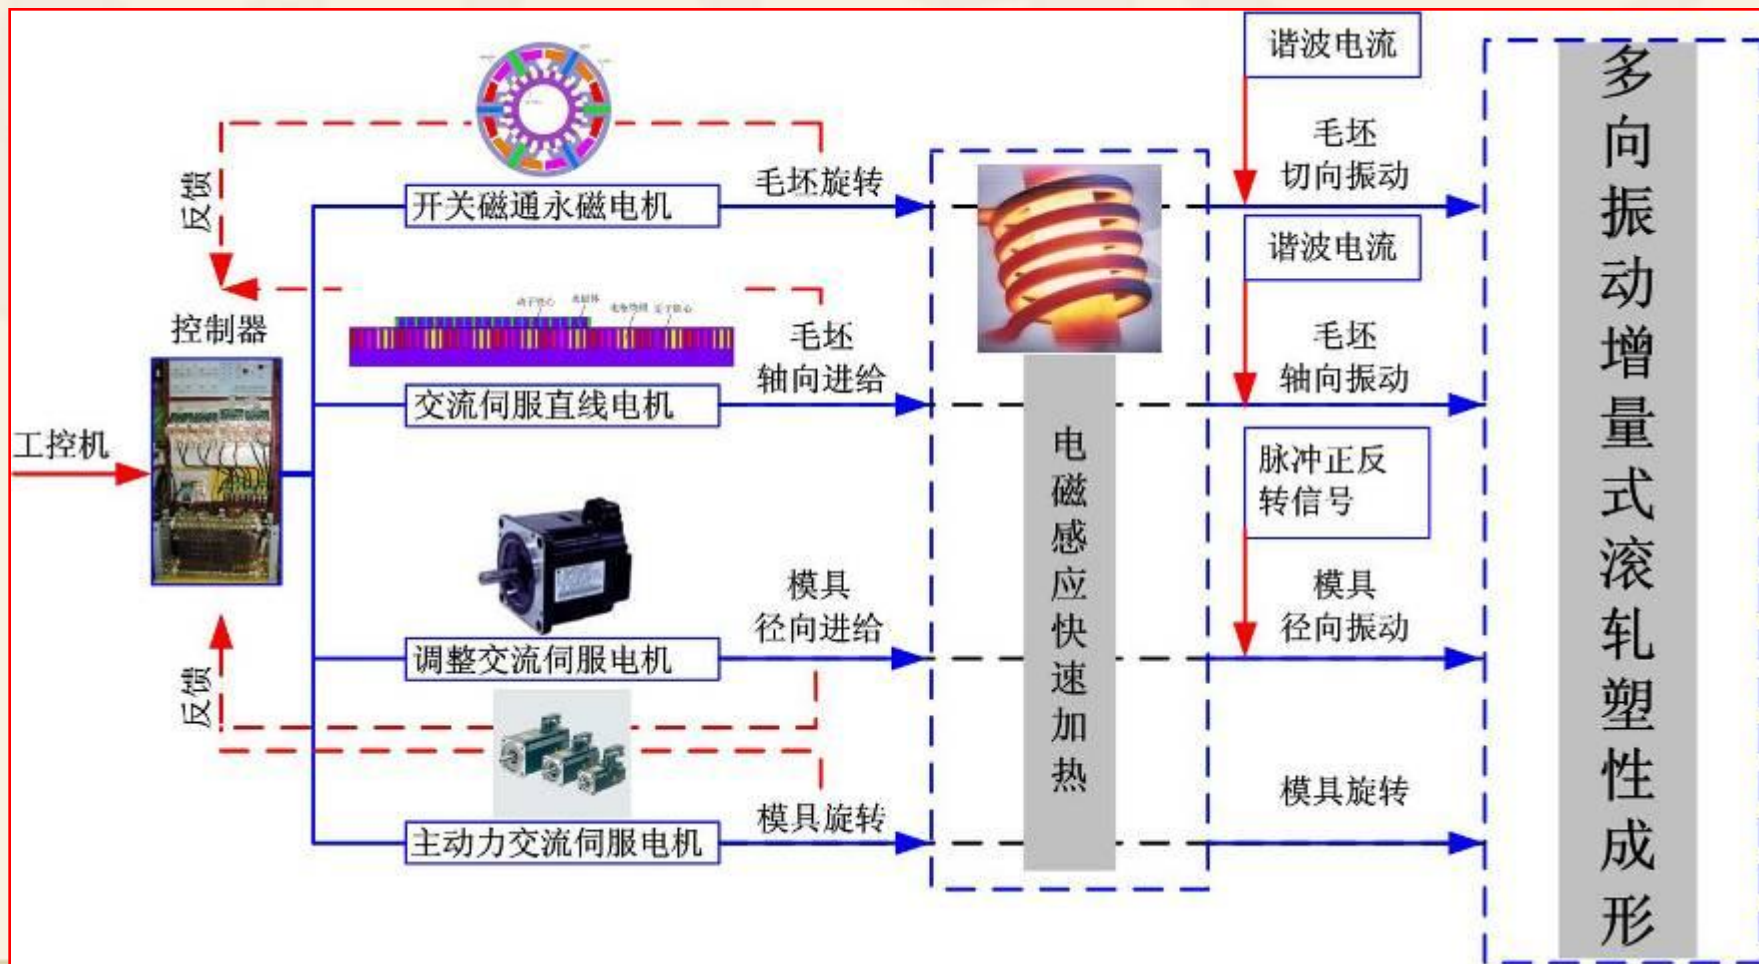 谐波电流
毛坯
切向振动
反馈
毛坯旋转
开关磁通永磁电机
谐波电流
控制器
毛坯
轴向进给
毛坯
轴向振动
交流伺服直线电机
工控机
脉冲正反
转信号
模具
径向进给
模具
径向振动
调整交流伺服电机
反馈
模具旋转
模具旋转
主动力交流伺服电机
电磁感应快速加热
多向振动增量式滚轧塑性成形